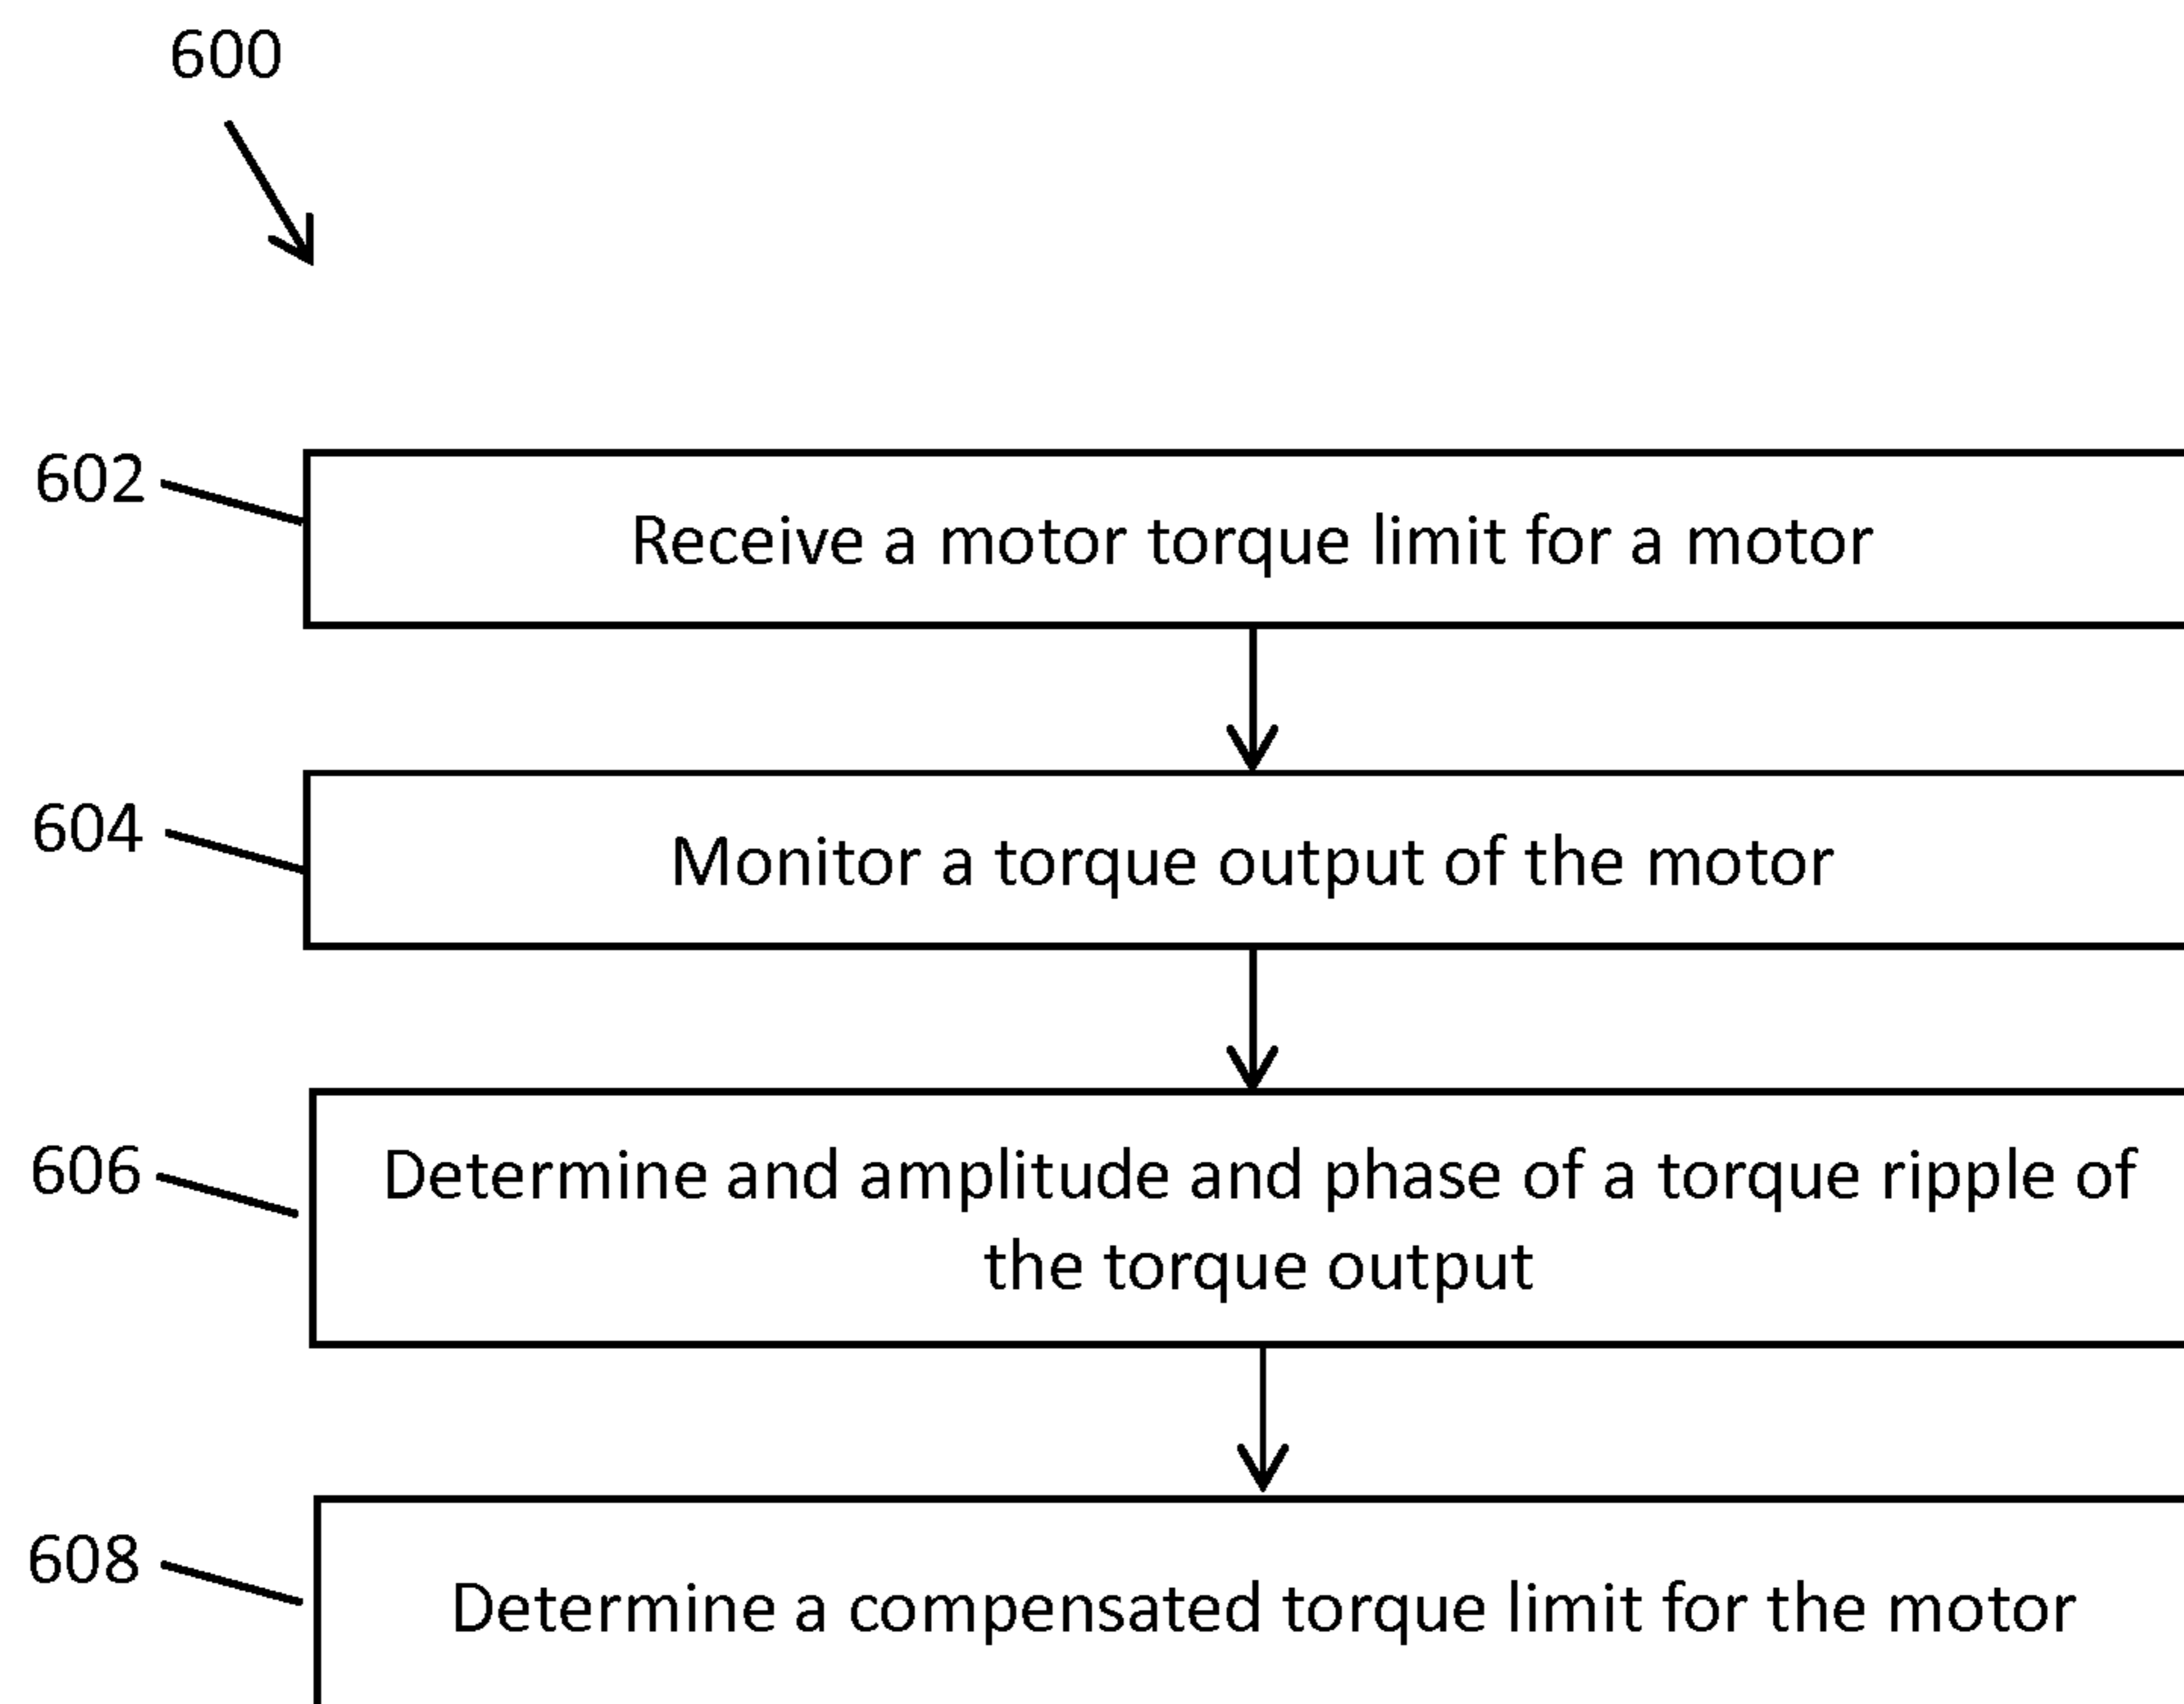 600
602
Receive a motor torque limit for a motor
604
Monitor a torque output of the motor
606
Determine and amplitude and phase of a torque ripple of
the torque output
608
Determine a compensated torque limit for the motor